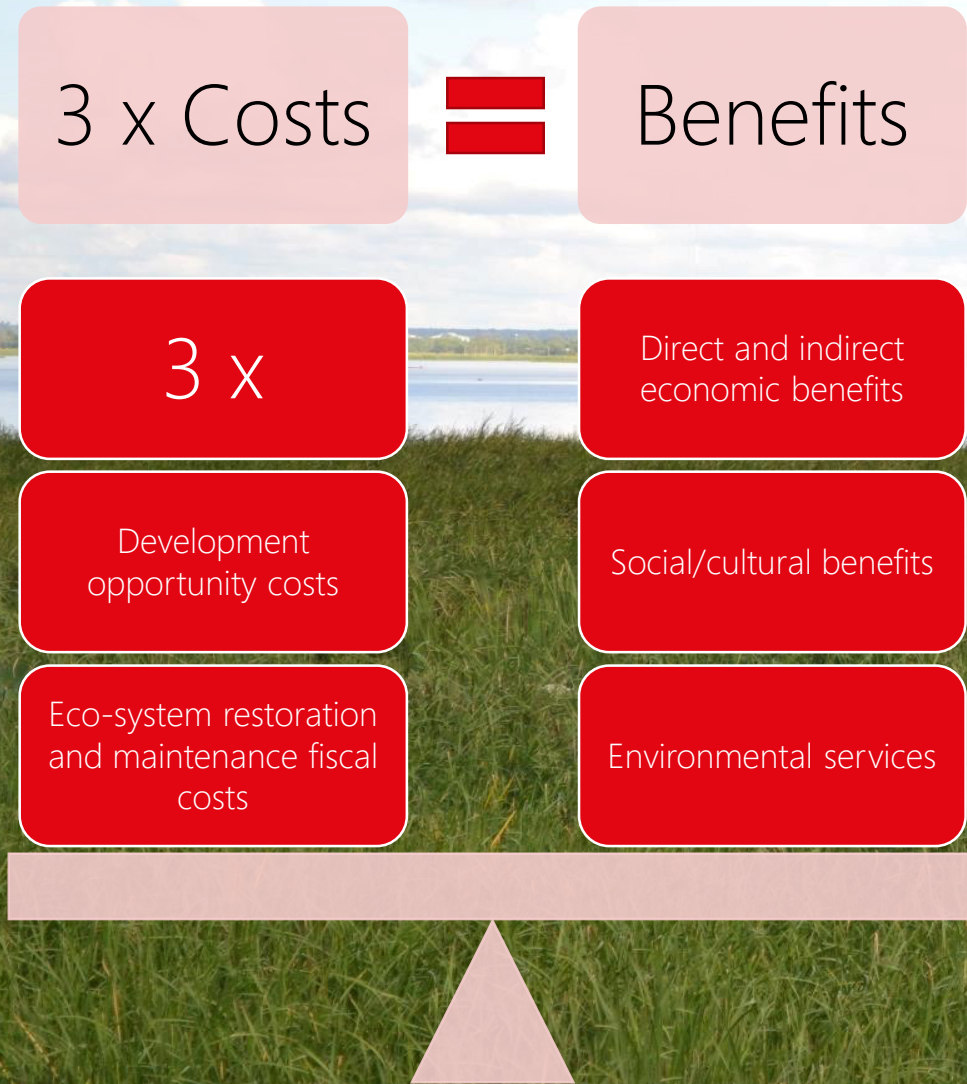 3 x Costs
Benefits
3 x
Direct and indirect
economic benefits
Development
opportunity costs
Social/cultural benefits
Eco-system restoration
and maintenance fiscal
costs
Environmental services